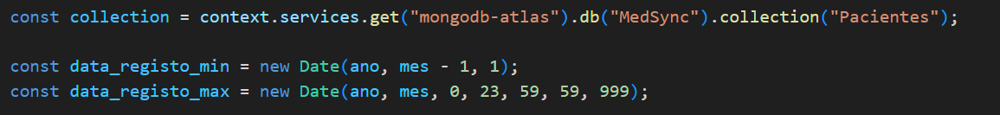 const collection = context.services.get("mongodb-atlas").db("MedSync").collection("Pacientes");
const data_registo_min = new Date(ano, mes - 1, 1);
const data_registo_max = new Date(ano, mes, 0, 23, 59, 59, 999);